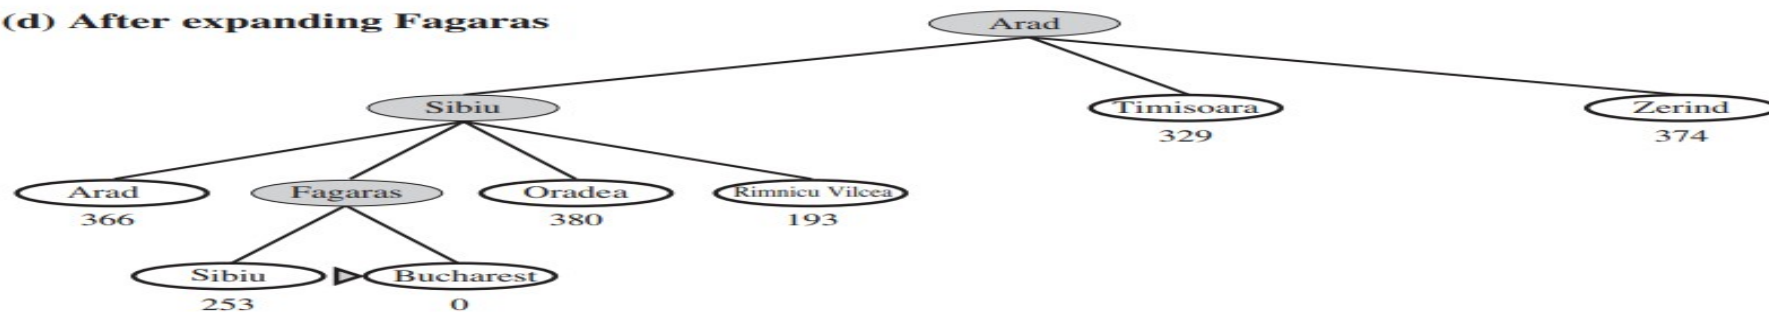 (d) After expanding Fagaras
Arad
Sibiu
Timisoara
Zerind
329
374
Arad
Fagaras
Oradea
Rimnicu Vilcea
366
380
193
Sibiu
Bucharest
253
0